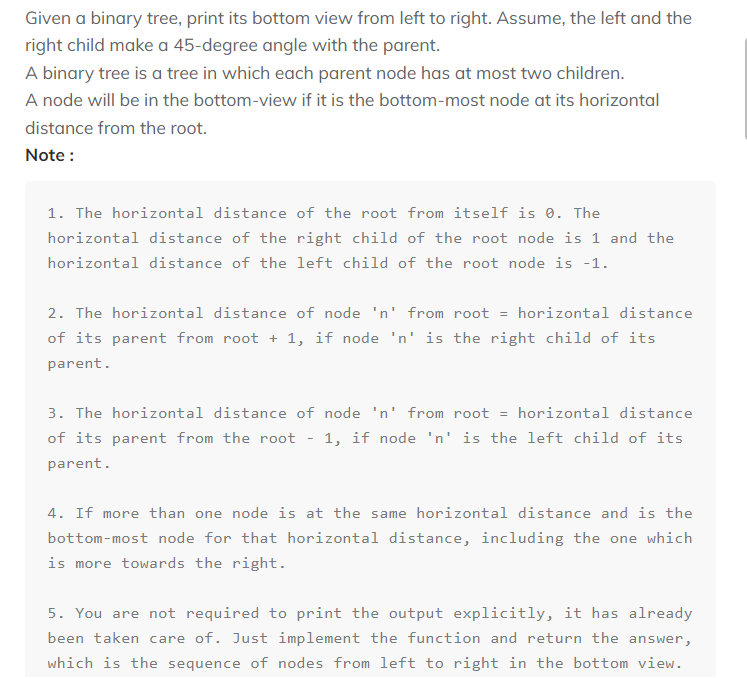 Given a binary tree, print its bottom view from left to right. Assume, the left and the
right child make a 45-degree angle with the parent.
A binary tree is a tree in which each parent node has at most two children.
A node will be in the bottom-view if it is the bottom-most node at its horizontal
distance from the root.
Note :
1. The horizontal distance of the root from itself is 0. The
horizontal distance of the right child of the root node is 1 and the
horizontal distance of the left child of the root node is -1.
2. The horizontal distance of node 'n' from root = horizontal distance
of its parent from root + 1, if node 'n' is the right child of its
parent.
3. The horizontal distance of node 'n' from root = horizontal distance
of its parent from the root - 1, if node 'n' is the left child of its
parent.
4. If more than one node is at the same horizontal distance and is the
bottom-most node for that horizontal distance, including the one which
is more towards the right.
5. You are not required to print the output explicitly, it has already
been taken care of. Just implement the function and return the answer,
which is the sequence of nodes from left to right in the bottom view.